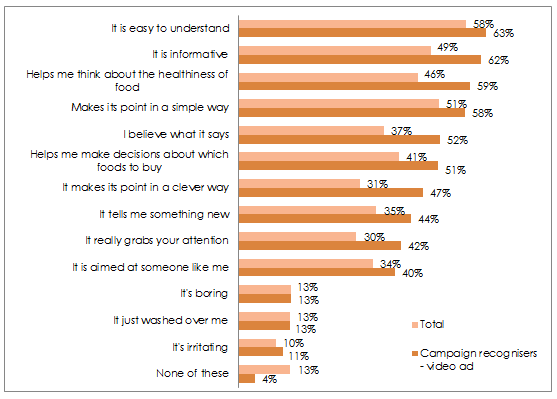 It is easy to understand
58%
63%
It is informative
49%
62%
Helps me think about the healthiness of
food
46%
59%
Makes its point in a simple way
51%
58%
I believe what it says
37%
52%
Helps me make decisions about which
foods to buy
41%
51%
It makes its point in a clever way
31%
47%
It tells me something new
35%
44%
It really grabs your attention
30%
42%
It is aimed at someone like me
34%
40%
It's boring
13%
13%
It just washed over me
13%
13%
It's irritating
10%
11%
None of these
13%
4%
Total
Campaign recognisers
- video ad